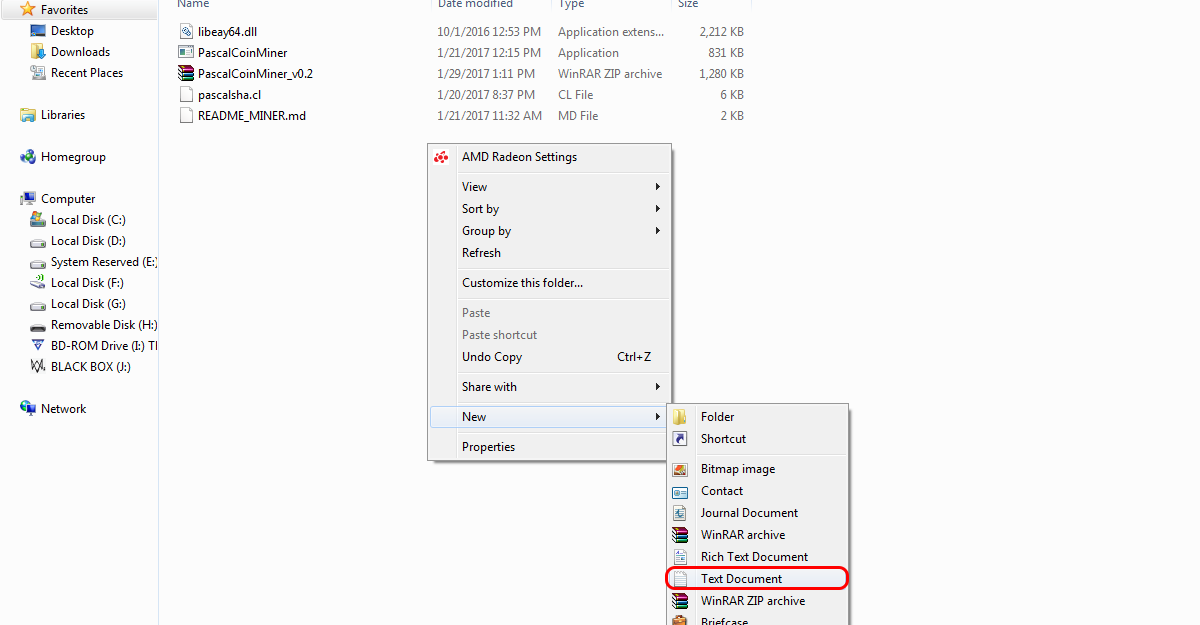 Favorites
Desktop
Downloads
Recent Places
Libraries
Homegroup
Computer
Local Disk (C:)
Local Disk (D:)
System Reserved (E:)
Local Disk (F:)
Local Disk (G:)
Removable Disk (H:)
BD-ROM Drive (I:) T
BLACK BOX (J:)
Network
Name Date modified Type Size
libeay64.dll 10/1/2016 12:53 PM Application extens... 2,212 KB
PascalCoinMiner 1/21/2017 12:15 PM Application 831 KB
PascalCoinMiner_v0.2 1/29/2017 1:11 PM WinRAR ZIP archive 1,280 KB
pascalsha.cl 1/20/2017 8:37 PM CL File 6 KB
README_MINER.md 1/21/2017 11:32 AM MD File 2 KB
AMD Radeon Settings
View
Sort by
Group by
Refresh
Customize this folder...
Paste
Paste shortcut
Undo Copy Ctrl+Z
Share with
New
Properties
Folder
Shortcut
Bitmap image
Contact
Journal Document
WinRAR archive
Rich Text Document
Text Document
WinRAR ZIP archive
Briefcase